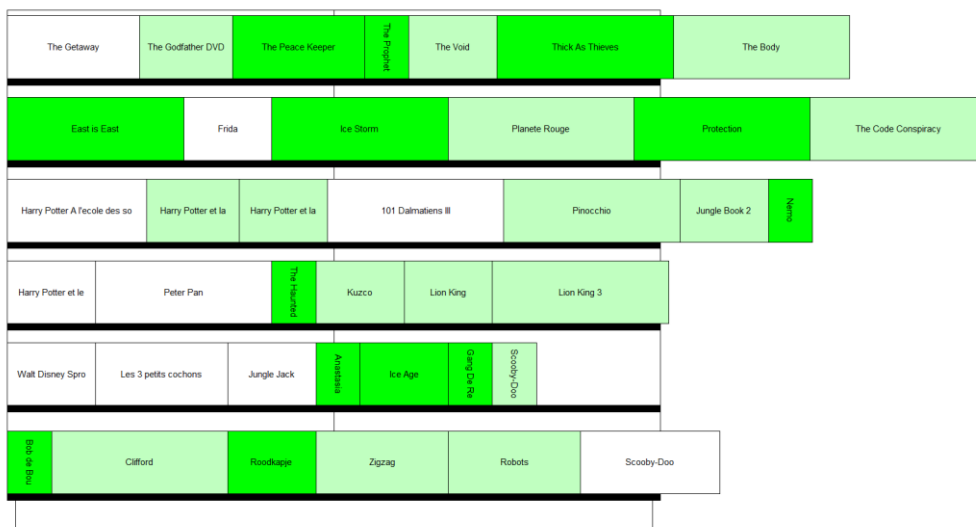 The Getaway
The Godfather DVD
The Peace Keeper
The Prophet
The Void
Thick As Thieves
The Body
East is East
Frida
Ice Storm
Planete Rouge
Protection
The Code Conspiracy
Harry Potter A l'ecole des so
Harry Potter et la
Harry Potter et la
101 Dalmatiens III
Pinocchio
Jungle Book 2
Nemo
Harry Potter et le
Peter Pan
The Haunted
Kuzco
Lion King
Lion King 3
Walt Disney Spro
Les 3 petits cochons
Jungle Jack
Anastasia
Ice Age
Gang De Re
Scooby-Doo
Bob de Bou
Clifford
Roodkapje
Zigzag
Robots
Scooby-Doo